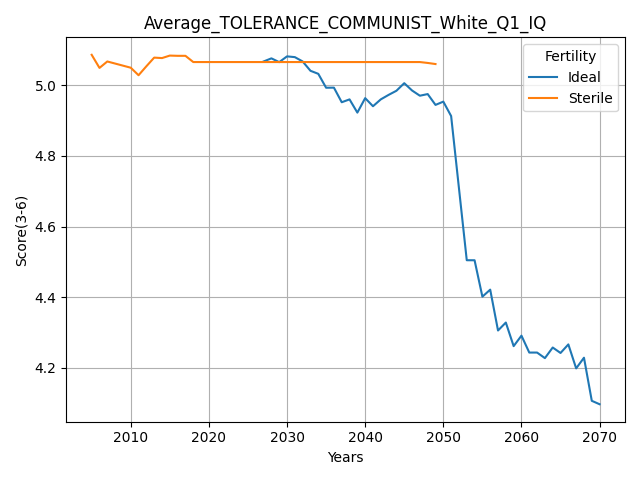 Average_TOLERANCE_COMMUNIST_White_Q1_IQ
Fertility
Ideal
Sterile
Score(3-6)
5.0
4.8
4.6
4.4
4.2
2010 2020 2030 2040 2050 2060 2070
Years